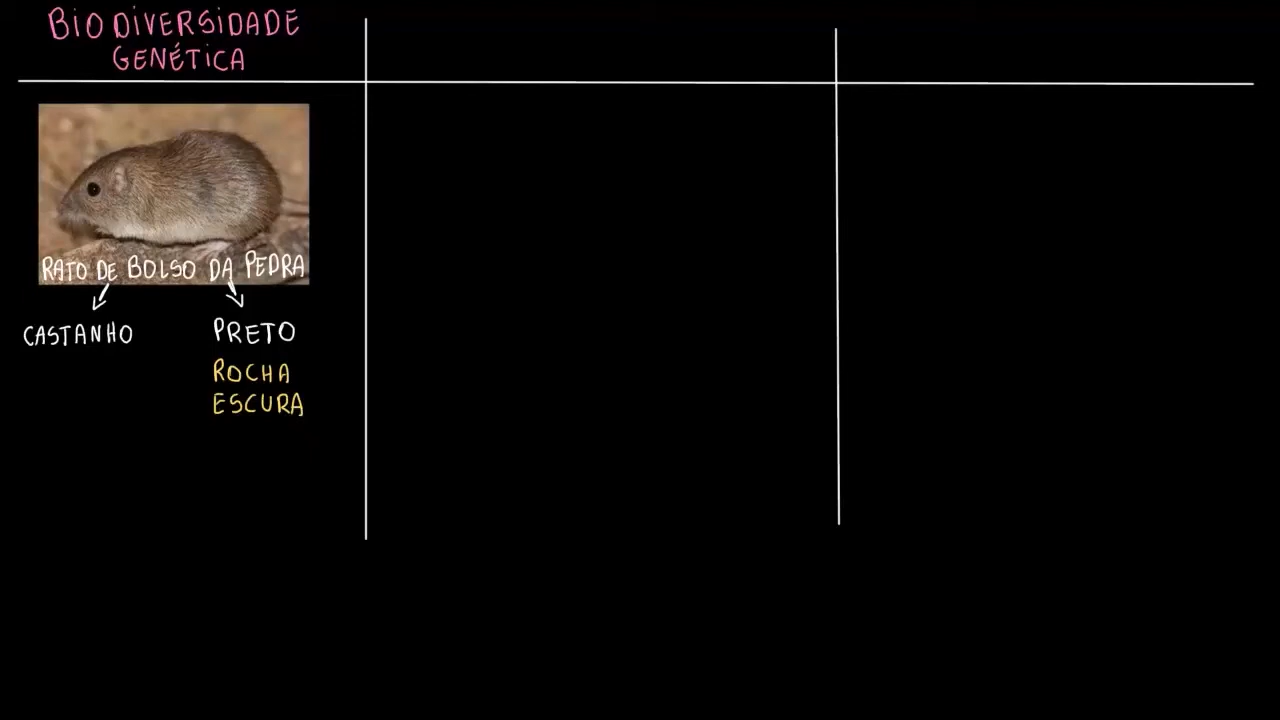 BIODIVERSIDADE
GENÉTICA
RATO DE BOLSO DA PEDRA
CASTANHO
PRETO
ROCHA
ESCURA